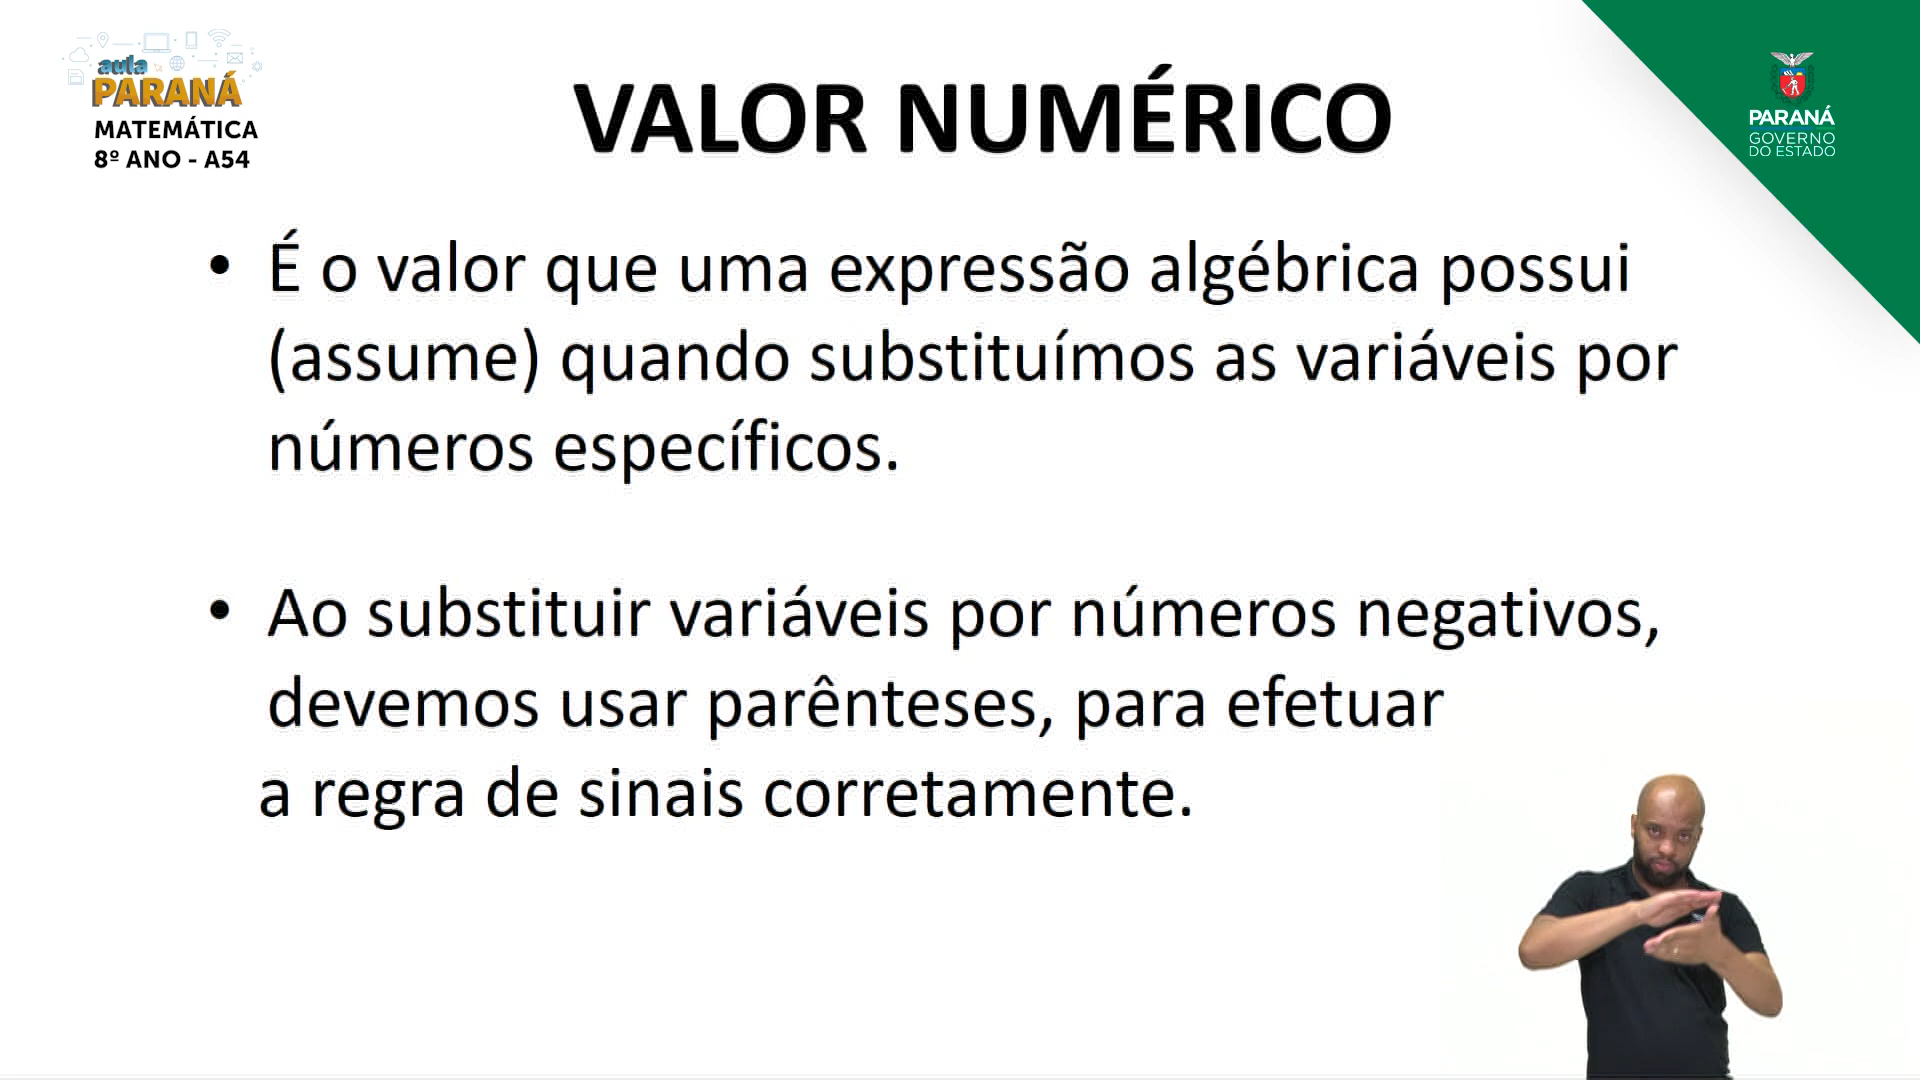 aula
PARANÁ
MATEMÁTICA
8º ANO - A54
VALOR NUMÉRICO
PARANÁ
GOVERNO
DO ESTADO
• É o valor que uma expressão algébrica possui
(assume) quando substituímos as variáveis por
números específicos.
• Ao substituir variáveis por números negativos,
devemos usar parênteses, para efetuar
a regra de sinais corretamente.